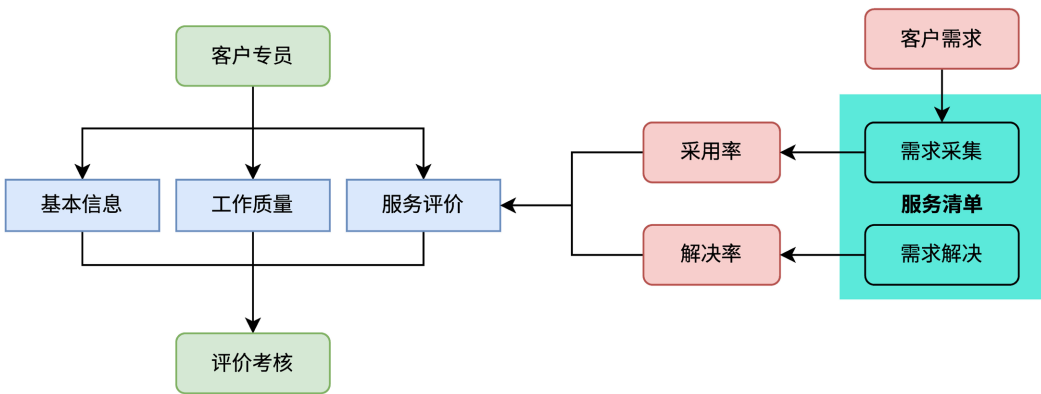 客户专员
客户需求
采用率
需求采集
基本信息
工作质量
服务评价
服务清单
解决率
需求解决
评价考核